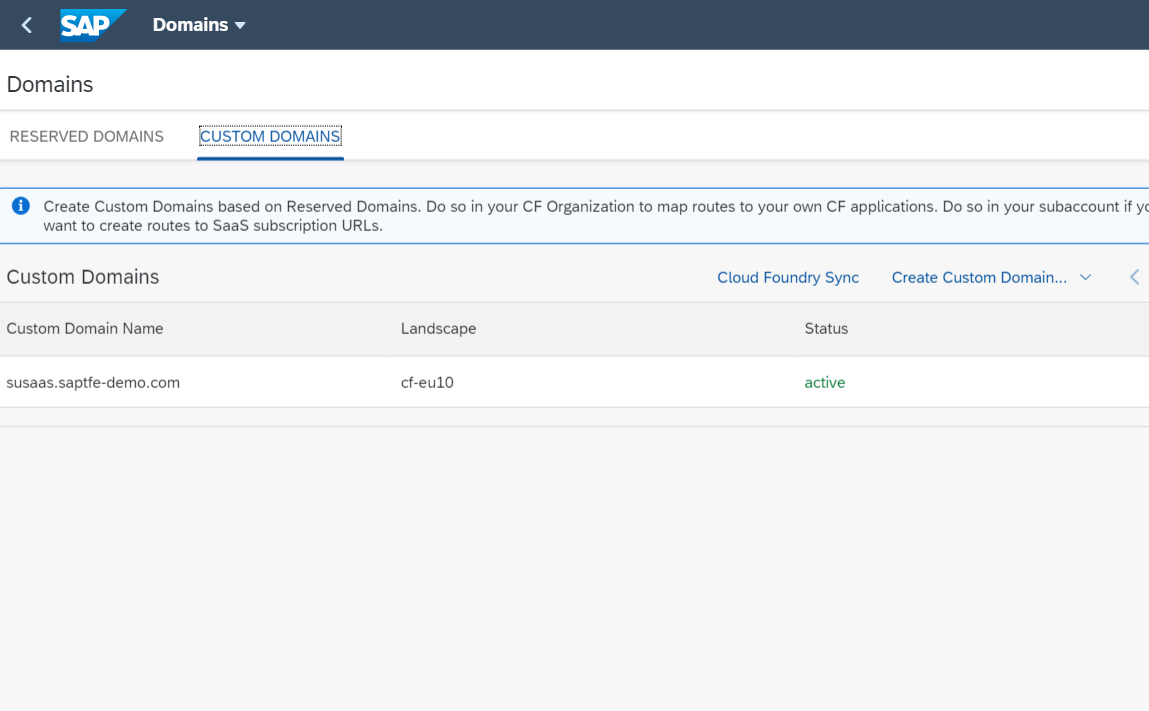 SAP Domains
Domains
RESERVED DOMAINS CUSTOM DOMAINS
Create Custom Domains based on Reserved Domains. Do so in your CF Organization to map routes to your own CF applications. Do so in your subaccount if
want to create routes to SaaS subscription URLs.
Custom Domains Cloud Foundry Sync Create Custom Domain...
Custom Domain Name Landscape Status
susaas.saptfe-demo.com cf-eu10 active